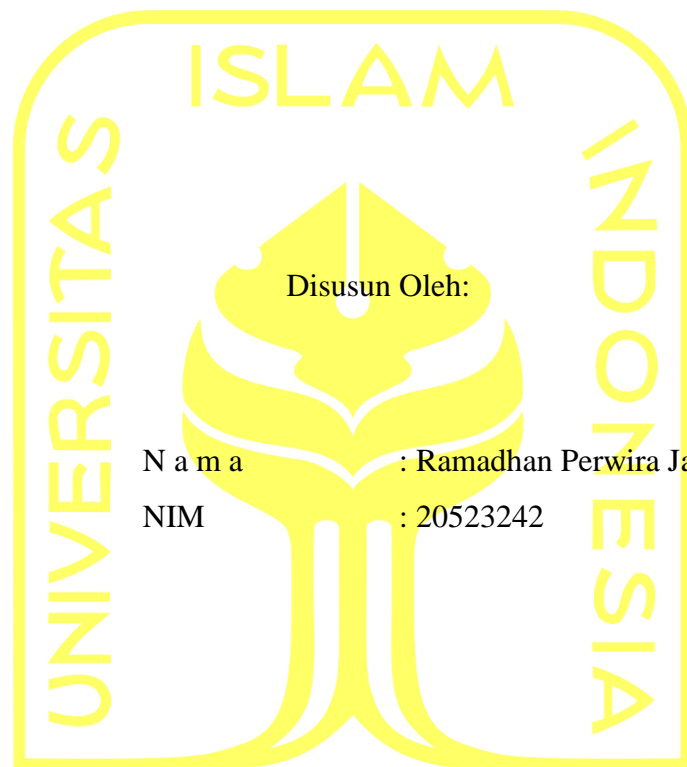 ISLAM
UNIVERSITAS
INDONESIA
Disusun Oleh:
N a m a : Ramadhan Perwira Ja
NIM : 20523242